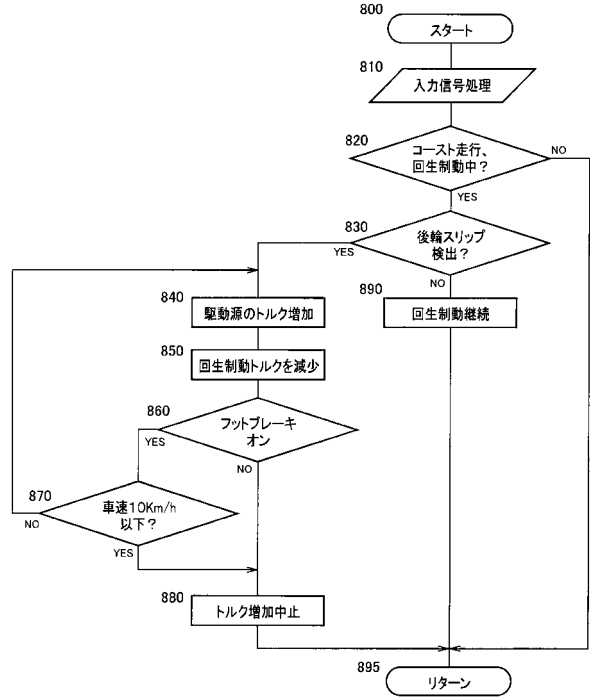 800
スタート
810
入力信号処理
820
コースト走行、
回生制動中？
NO
YES
830
後輪スリップ
検出？
YES
NO
840
駆動源のトルク増加
890
回生制動継続
850
回生制動トルクを減少
860
フットブレーキ
オン
YES
NO
870
車速10Km/h
以下？
NO
YES
880
トルク増加中止
895
リターン